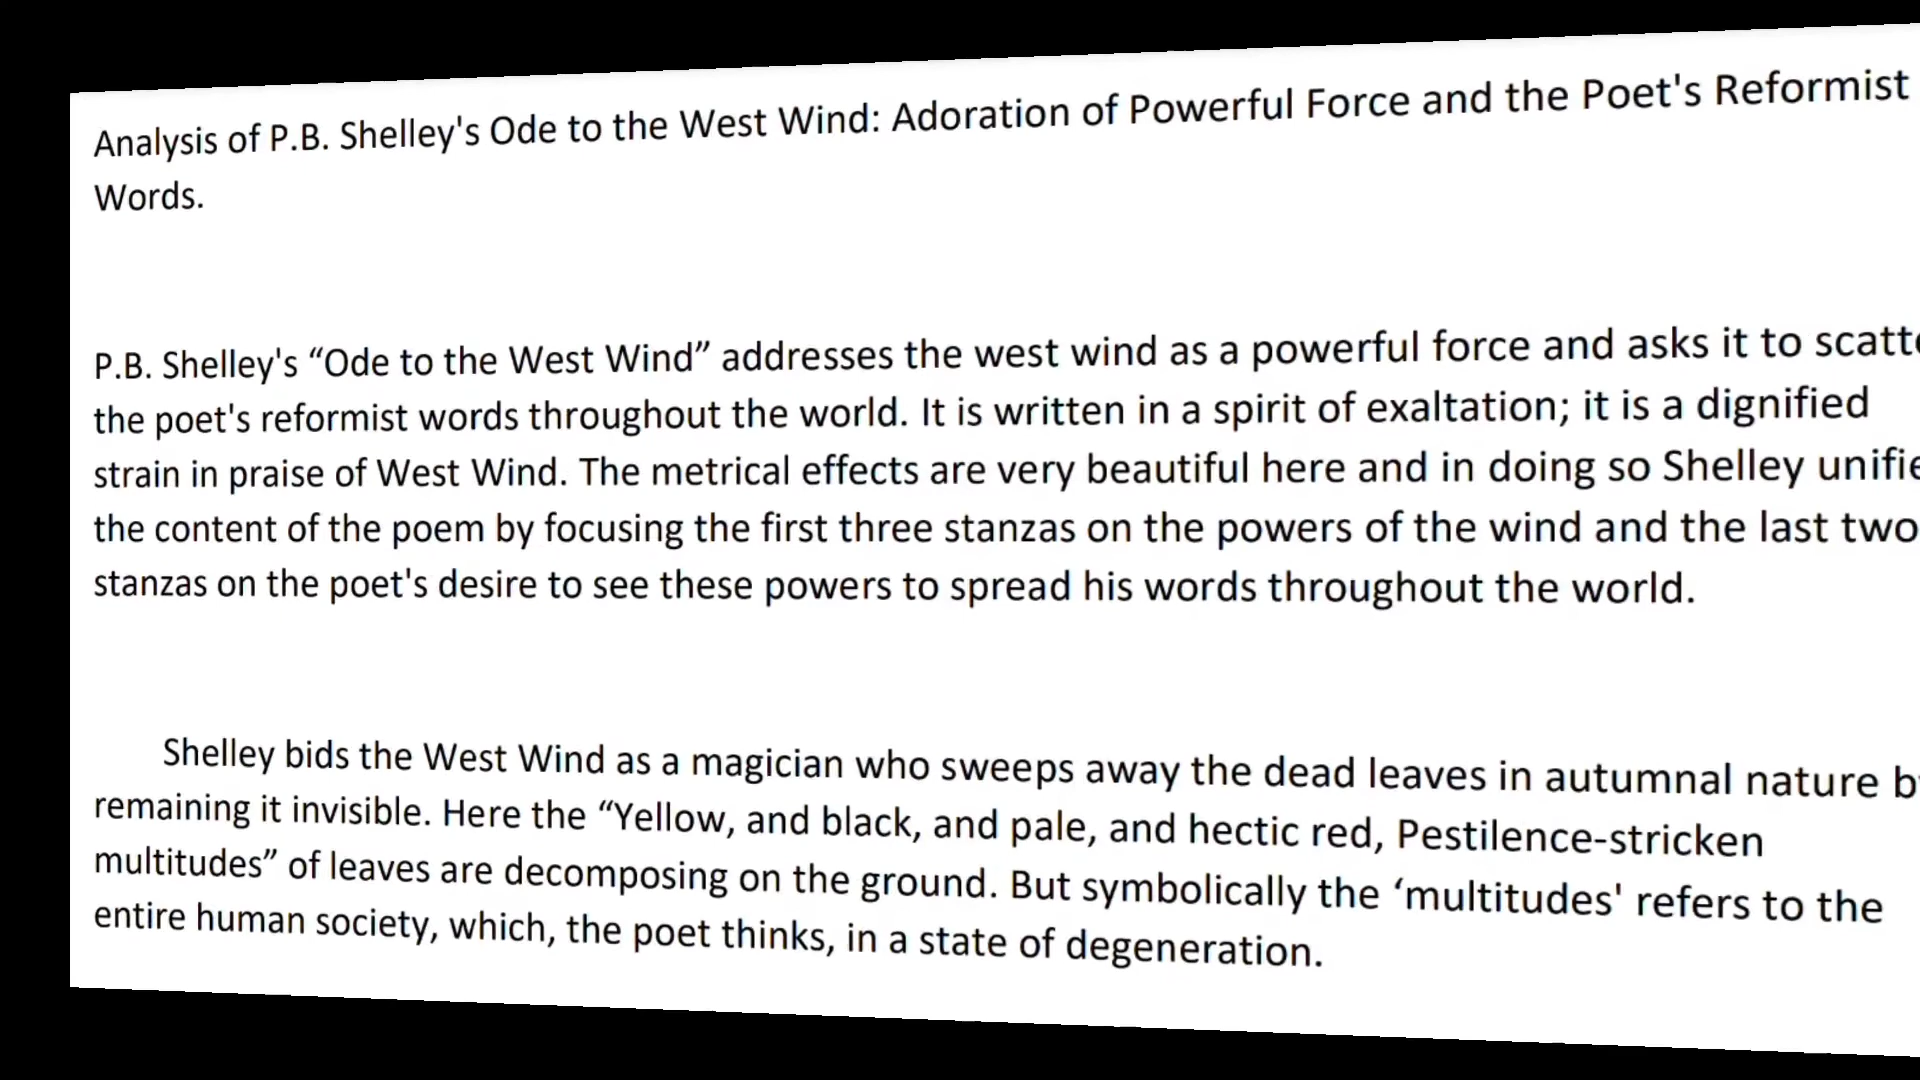 Analysis of P.B. Shelley's Ode to the West Wind: Adoration of Powerful Force and the Poet's Reformist
Words.
P.B. Shelley's “Ode to the West Wind” addresses the west wind as a powerful force and asks it to
the poet's reformist words throughout the world. It is written in a spirit of exaltation; it is a dignified
strain in praise of West Wind. The metrical effects are very beautiful here and in doing so Shelley
the content of the poem by focusing the first three stanzas on the powers of the wind and the last two
stanzas on the poet's desire to see these powers to spread his words throughout the world.
Shelley bids the West Wind as a magician who sweeps away the dead leaves in autumnal nature
remaining it invisible. Here the “Yellow, and black, and pale, and hectic red, Pestilence-stricken
multitudes” of leaves are decomposing on the ground. But symbolically the ‘multitudes' refers to the
entire human society, which, the poet thinks, in a state of degeneration.